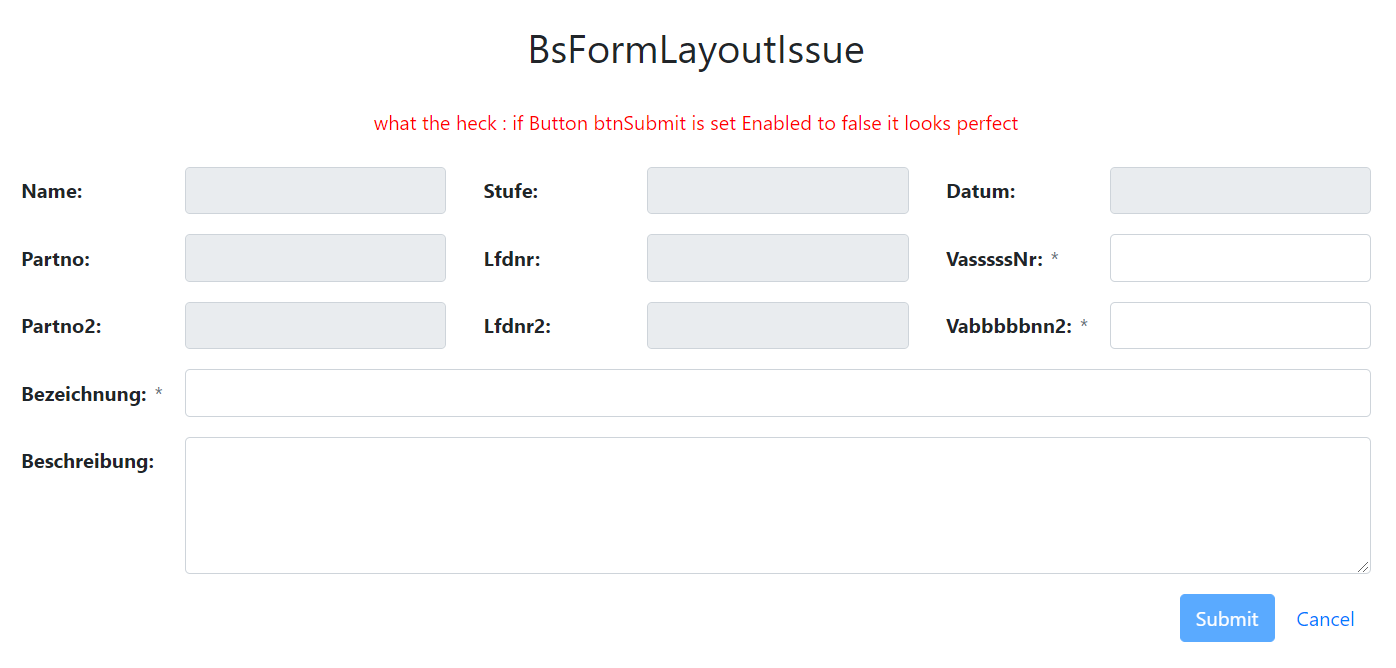 BsFormLayoutIssue
what the heck : if Button btnSubmit is set Enabled to false it looks perfect
Name: Stufe: Datum:
Partno: Lfdnr: VasssssNr: *
Partno2: Lfdnr2: Vabbbbbnn2: *
Bezeichnung: *
Beschreibung:
Submit Cancel